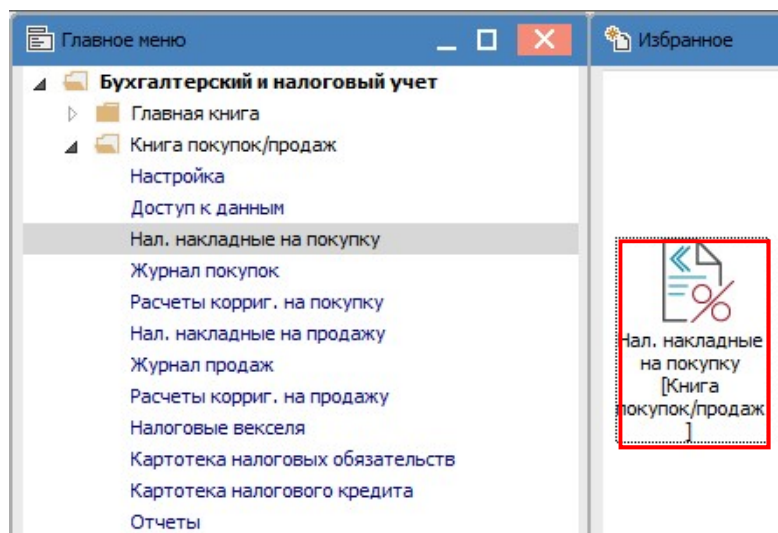 Главное меню
Бухгалтерский и налоговый учет
Главная книга
Книга покупок/продаж
Настройка
Доступ к данным
Нал. накладные на покупку
Журнал покупок
Расчеты корриг. на покупку
Нал. накладные на продажу
Журнал продаж
Расчеты корриг. на продажу
Налоговые векселя
Картотека налоговых обязательств
Картотека налогового кредита
Отчеты
Избранное
Нал. накладные
на покупку
[Книга
покупок/продаж
]